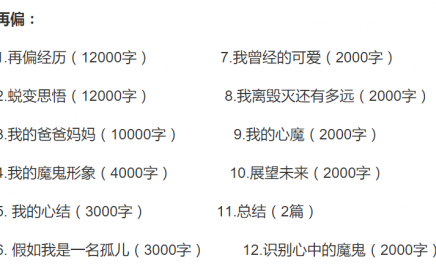 再偏：
1.再偏经历（12000字） 7.我曾经的可爱（2000字）
2.蜕变思悟（12000字） 8.我离毁灭还有多远（2000字）
3.我的爸爸妈妈（10000字） 9.我的心魔（2000字）
4.我的魔鬼形象（4000字） 10.展望未来（2000字）
5. 我的心结（3000字） 11.总结（2篇）
6. 假如我是一名孤儿（3000字） 12.识别心中的魔鬼（2000字）